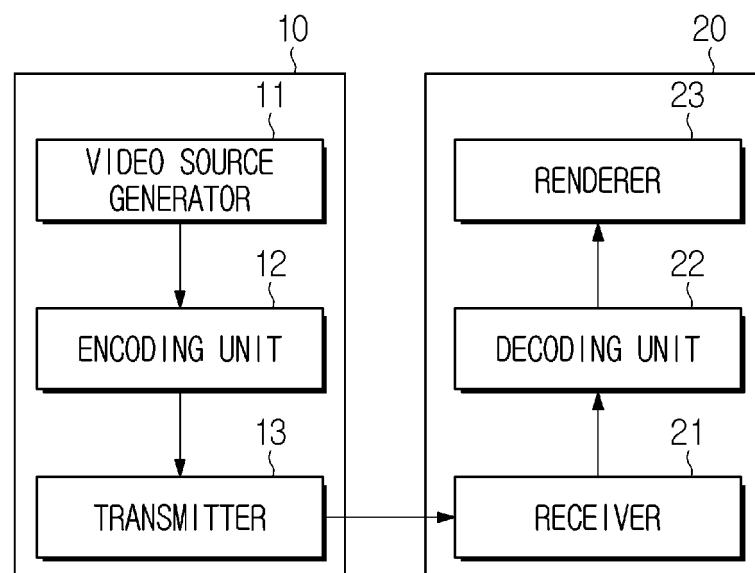 10
11
VIDEO SOURCE
GENERATOR
12
ENCODING UNIT
13
TRANSMITTER
20
23
RENDERER
22
DECODING UNIT
21
RECEIVER